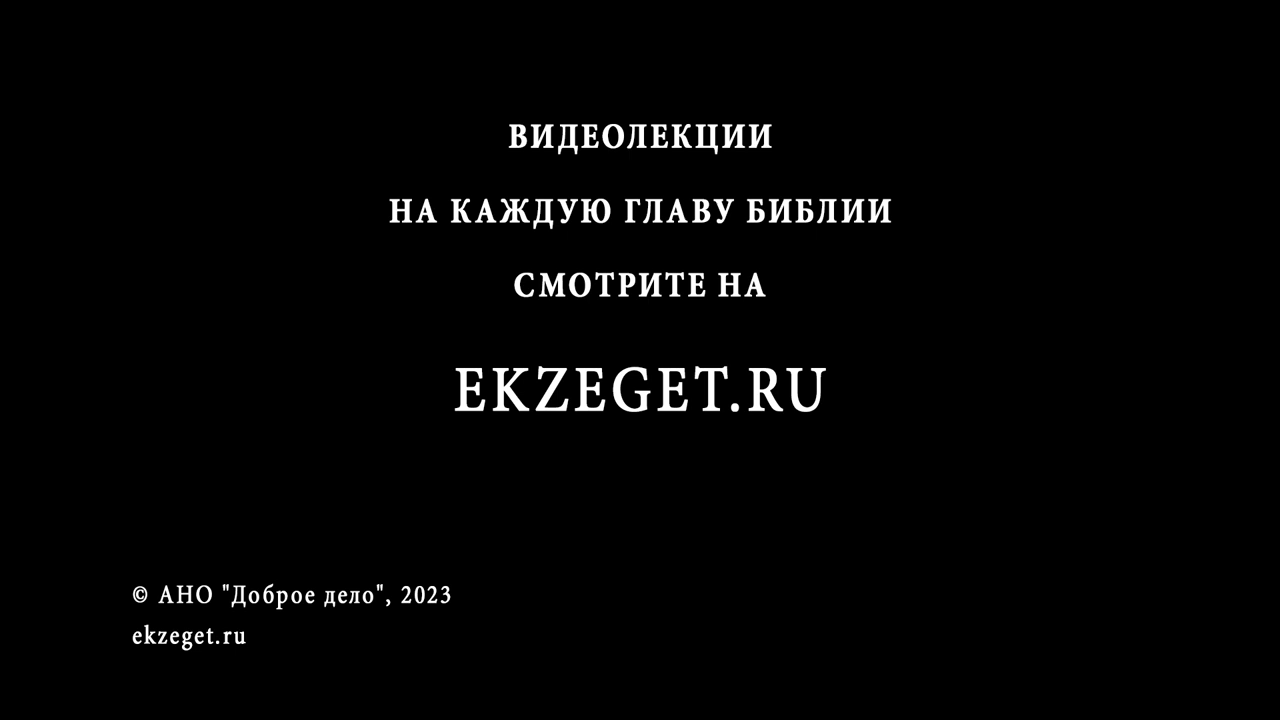 ВИДЕОЛЕКЦИИ
НА КАЖДУЮ ГЛАВУ БИБЛИИ
СМОТРИТЕ НА
EKZEGET.RU
© АНО "Доброе дело", 2023
ekzeget.ru